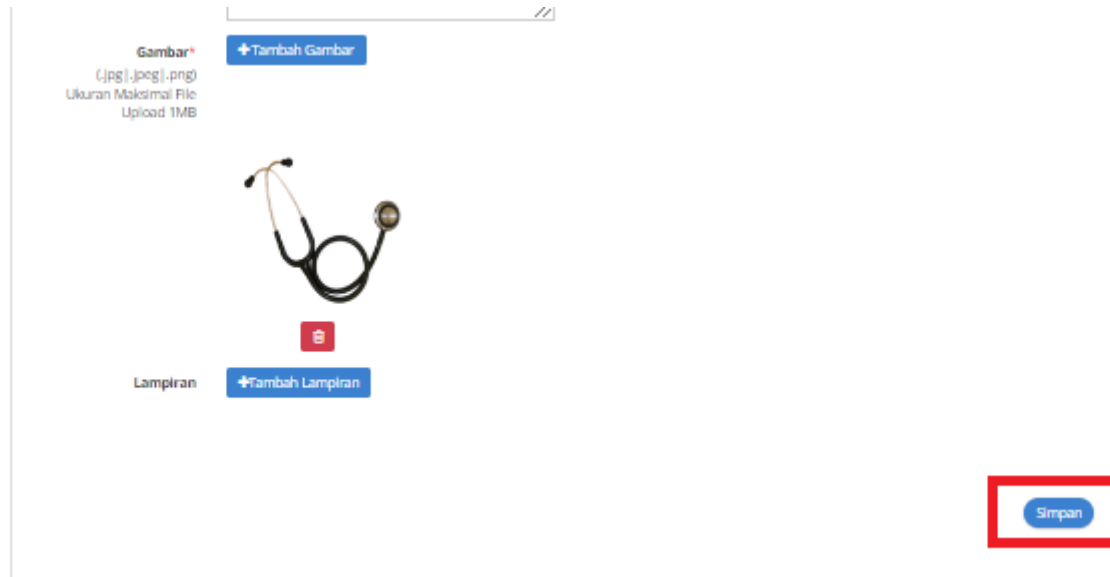 Gambar*
+Tambah Gambar
(.jpg|.jpeg|.png)
Ukuran Maksimal File
Upload 1MB
Lampiran
+Tambah Lampiran
Simpan